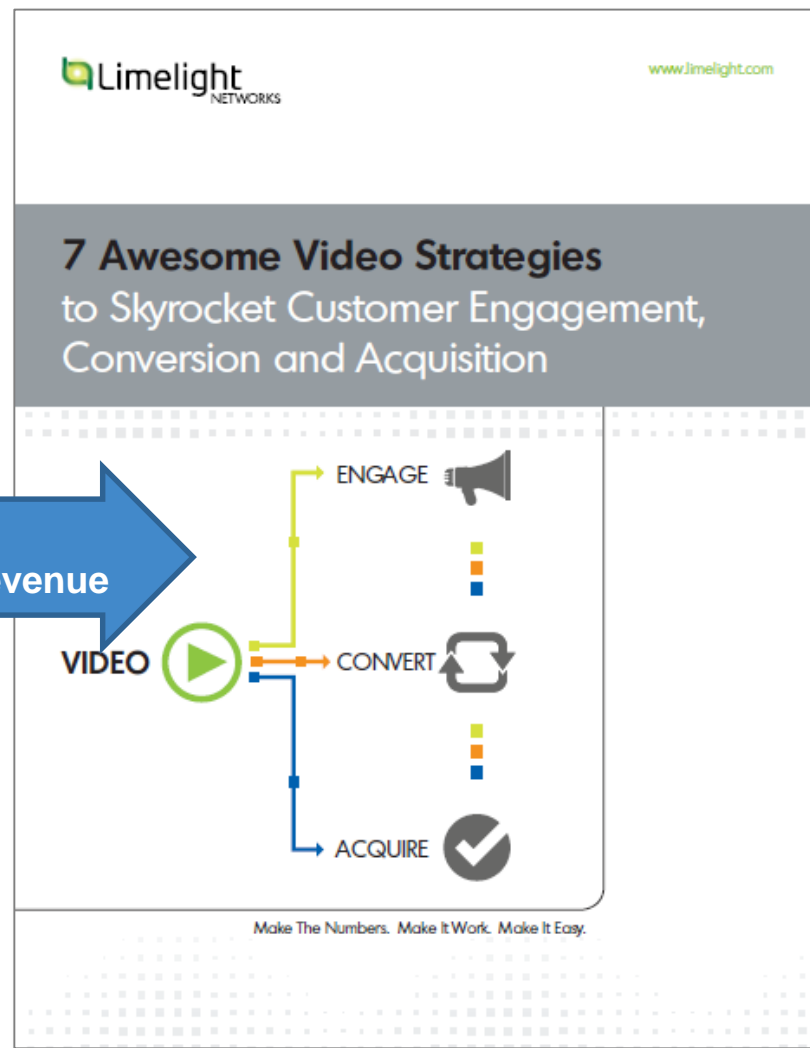 Limelight
NETWORKS
www.limelight.com
7 Awesome Video Strategies
to Skyrocket Customer Engagement,
Conversion and Acquisition
ENGAGE
VIDEO
CONVERT
ACQUIRE
Make The Numbers. Make It Work. Make It Easy.